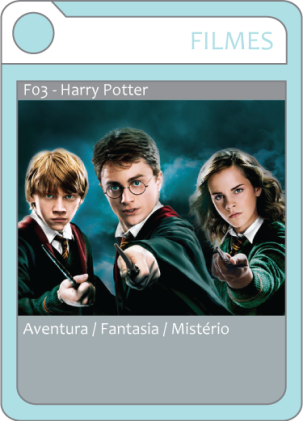 FILMES
F03 - Harry Potter
Aventura / Fantasia / Mistério